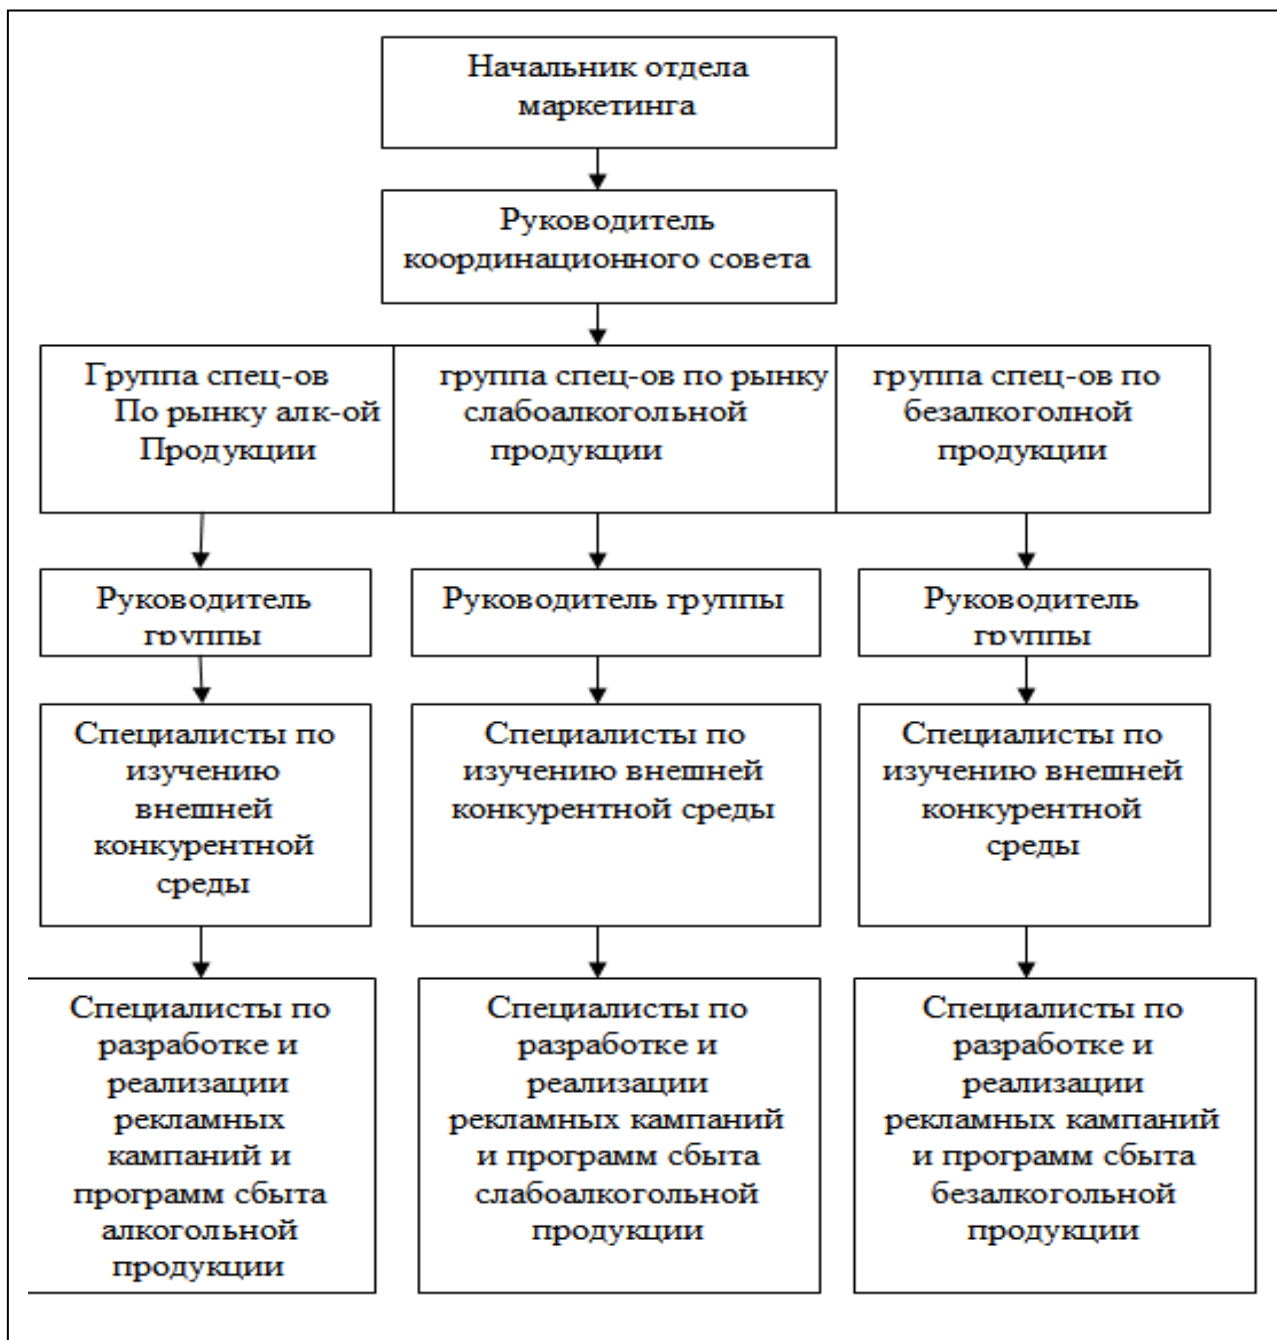 Начальник отдела
маркетинга
Руководитель
координационного совета
Группа спец-ов
По рынку алк-ой
Продукции
группа спец-ов по рынку
слабоалкогольной
продукции
группа спец-ов по
безалкоголной
продукции
Руководитель
группы
Руководитель группы
Руководитель
группы
Специалисты по
изучению
внешней
конкурентной
среды
Специалисты по
изучению внешней
конкурентной среды
Специалисты по
изучению внешней
конкурентной
среды
Специалисты по
разработке и
реализации
рекламных
кампаний и
программ сбыта
алкогольной
продукции
Специалисты по
разработке и
реализации
рекламных кампаний
и программ сбыта
слабоалкогольной
продукции
Специалисты по
разработке и
реализации
рекламных кампаний
и программ сбыта
безалкогольной
продукции